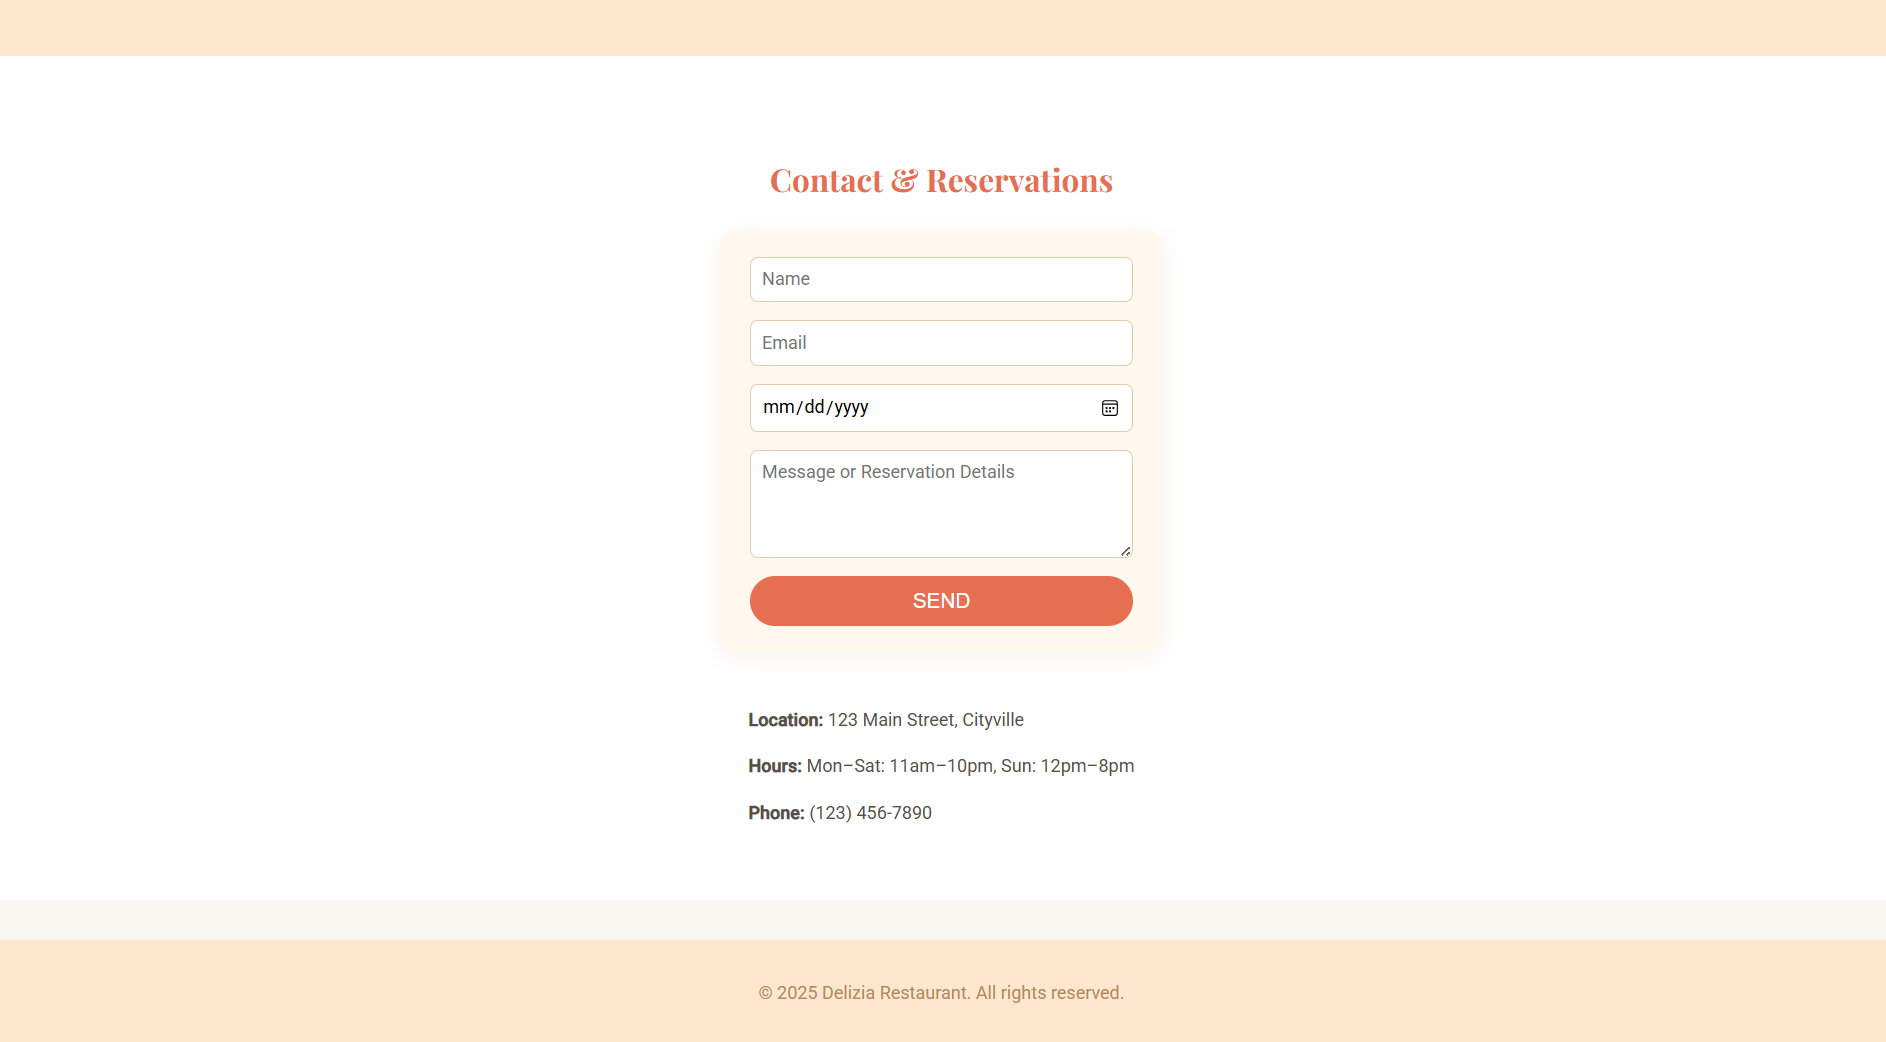 Contact & Reservations
Name
Email
mm/dd/yyyy
Message or Reservation Details
SEND
Location: 123 Main Street, Cityville
Hours: Mon–Sat: 11am–10pm, Sun: 12pm–8pm
Phone: (123) 456-7890
© 2025 Delizia Restaurant. All rights reserved.